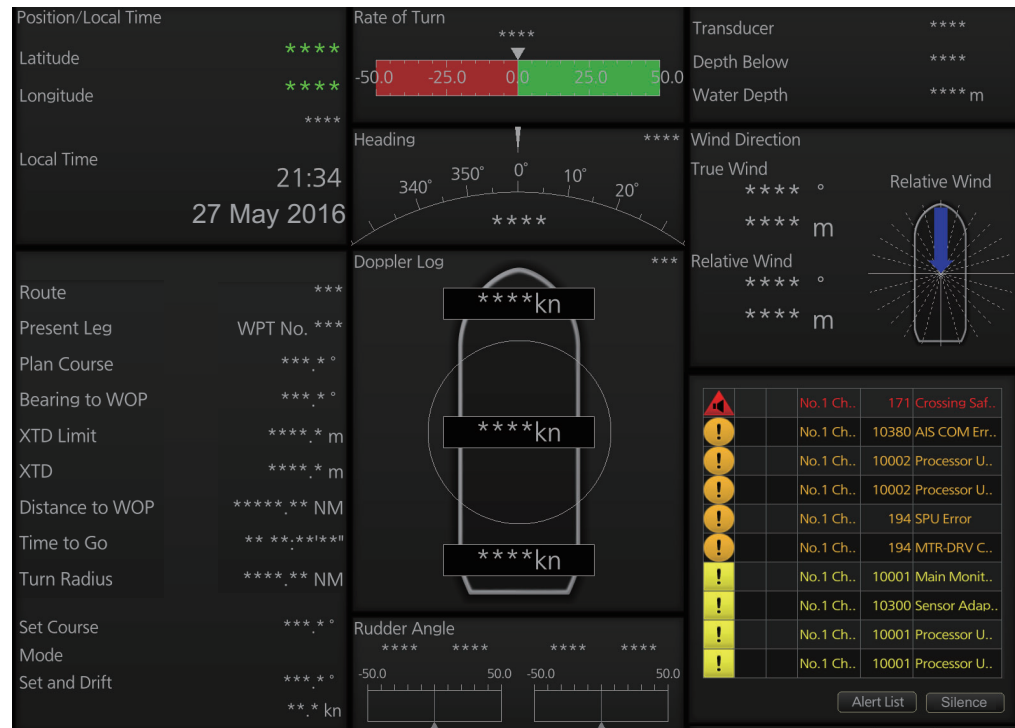 Position/Local Time
Latitude ****
Longitude ****
****
Local Time
21:34
27 May 2016
Route ***
Present Leg WPT No. ***
Plan Course ***.* °
Bearing to WOP ***.* °
XTD Limit ****.* m
XTD ****.* m
Distance to WOP *****.** NM
Time to Go ** **:**'**"
Turn Radius ****.** NM
Set Course ***.* °
Mode
Set and Drift ***.* °
**.* kn
Rate of Turn
****
-50.0 -25.0 0.0 25.0 50.0
Heading ****
340° 350° 0° 10° 20°
****
Doppler Log ***
****kn
****kn
****kn
Rudder Angle
**** **** **** ****
-50.0 50.0 -50.0 50.0
Transducer ****
Depth Below ****
Water Depth **** m
Wind Direction
True Wind
**** °
**** m
Relative Wind
**** °
**** m
Relative Wind
No.1 Ch.. 171 Crossing Saf..
! No.1 Ch.. 10380 AIS COM Err..
! No.1 Ch.. 10002 Processor U..
! No.1 Ch.. 10002 Processor U..
! No.1 Ch.. 194 SPU Error
! No.1 Ch.. 194 MTR-DRV C..
! No.1 Ch.. 10001 Main Monit..
! No.1 Ch.. 10300 Sensor Adap..
! No.1 Ch.. 10001 Processor U..
! No.1 Ch.. 10001 Processor U..
Alert List Silence